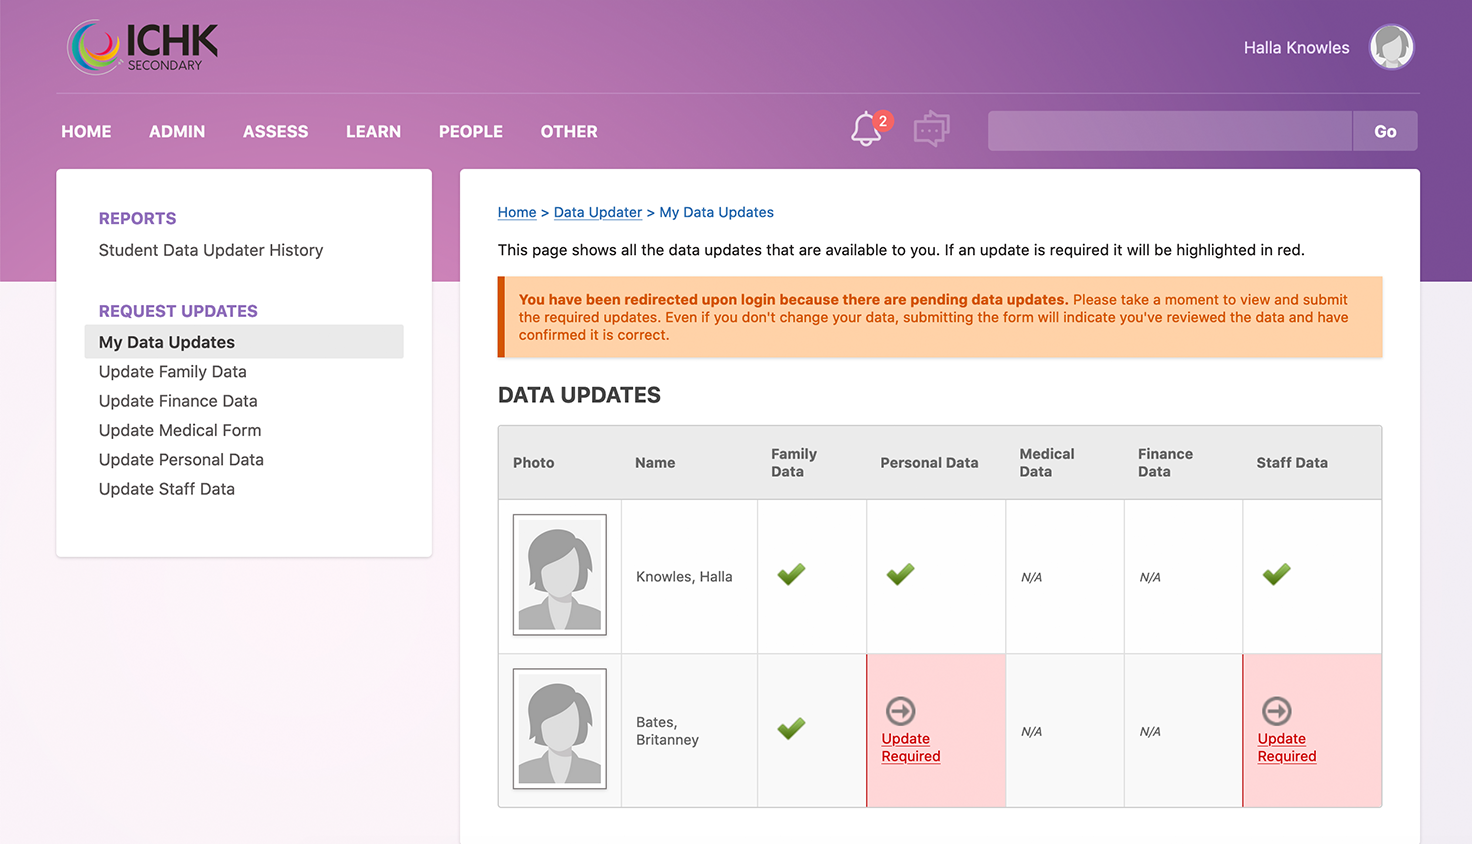 ICHK
SECONDARY
Halla Knowles
HOME
ADMIN
ASSESS
LEARN
PEOPLE
OTHER
2
Go
REPORTS
Student Data Updater History
REQUEST UPDATES
My Data Updates
Update Family Data
Update Finance Data
Update Medical Form
Update Personal Data
Update Staff Data
Home > Data Updater > My Data Updates
This page shows all the data updates that are available to you. If an update is required it will be highlighted in red.
You have been redirected upon login because there are pending data updates. Please take a moment to view and submit
the required updates. Even if you don't change your data, submitting the form will indicate you've reviewed the data and have
confirmed it is correct.
DATA UPDATES
Photo
Name
Family
Data
Personal Data
Medical
Data
Finance
Data
Staff Data
Knowles, Halla
N/A
N/A
Bates,
Britanney
Update
Required
N/A
N/A
Update
Required